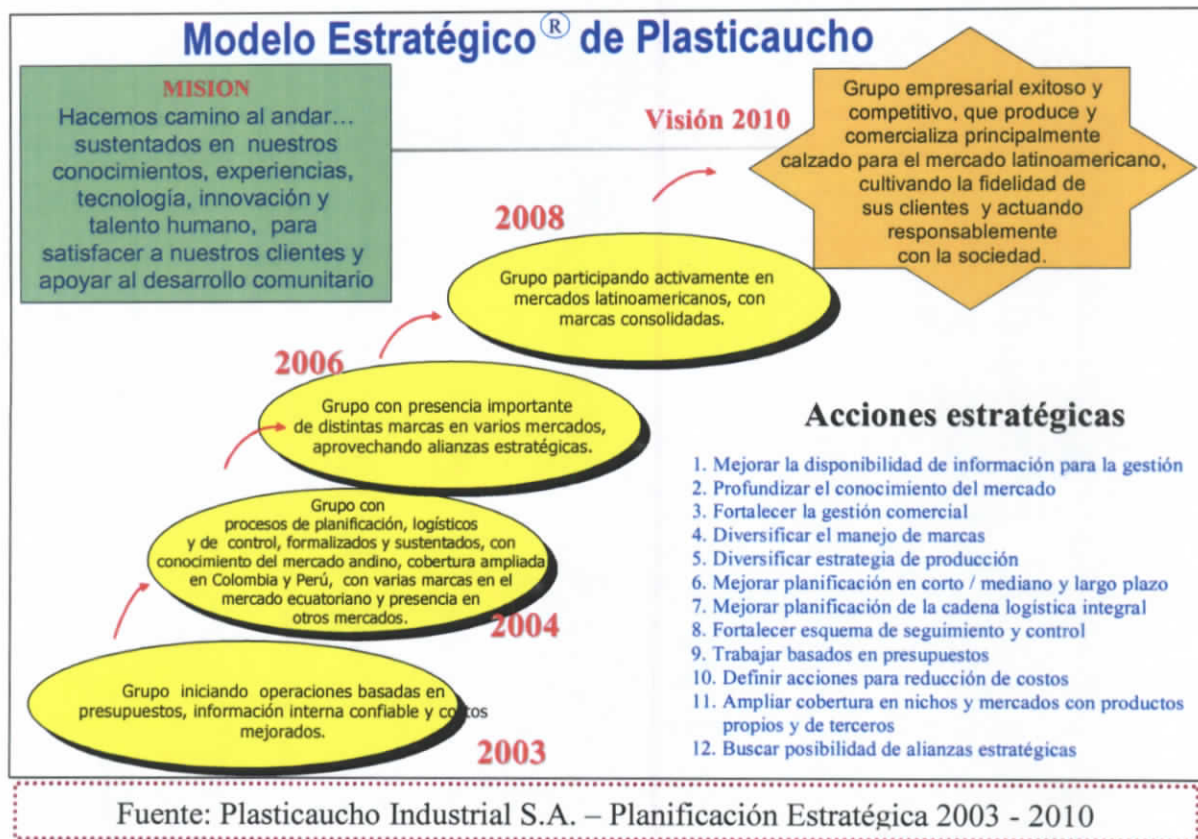 Modelo Estratégico® de Plasticaucho
MISION
Hacemos camino al andar...
sustentados en nuestros
conocimientos, experiencias,
tecnología, innovación y
talento humano, para
satisfacer a nuestros clientes y
apoyar al desarrollo comunitario
Visión 2010
Grupo empresarial exitoso y
competitivo, que produce y
comercializa principalmente
calzado para el mercado latinoamericano,
cultivando la fidelidad de
sus clientes y actuando
responsablemente
con la sociedad.
2008
Grupo participando activamente en
mercados latinoamericanos, con
marcas consolidadas.
2006
Grupo con presencia importante
de distintas marcas en varios mercados,
aprovechando alianzas estratégicas.
Grupo con
procesos de planificación, logísticos
y de control, formalizados y sustentados, con
conocimiento del mercado andino, cobertura ampliada
en Colombia y Perú, con varias marcas en el
mercado ecuatoriano y presencia en
otros mercados.
2004
Grupo iniciando operaciones basadas en
presupuestos, información interna confiable y costos
mejorados.
2003
Acciones estratégicas
1. Mejorar la disponibilidad de información para la gestión
2. Profundizar el conocimiento del mercado
3. Fortalecer la gestión comercial
4. Diversificar el manejo de marcas
5. Diversificar estrategia de producción
6. Mejorar planificación en corto / mediano y largo plazo
7. Mejorar planificación de la cadena logística integral
8. Fortalecer esquema de seguimiento y control
9. Trabajar basados en presupuestos
10. Definir acciones para reducción de costos
11. Ampliar cobertura en nichos y mercados con productos
propios y de terceros
12. Buscar posibilidad de alianzas estratégicas
Fuente: Plasticaucho Industrial S.A. – Planificación Estratégica 2003 - 2010